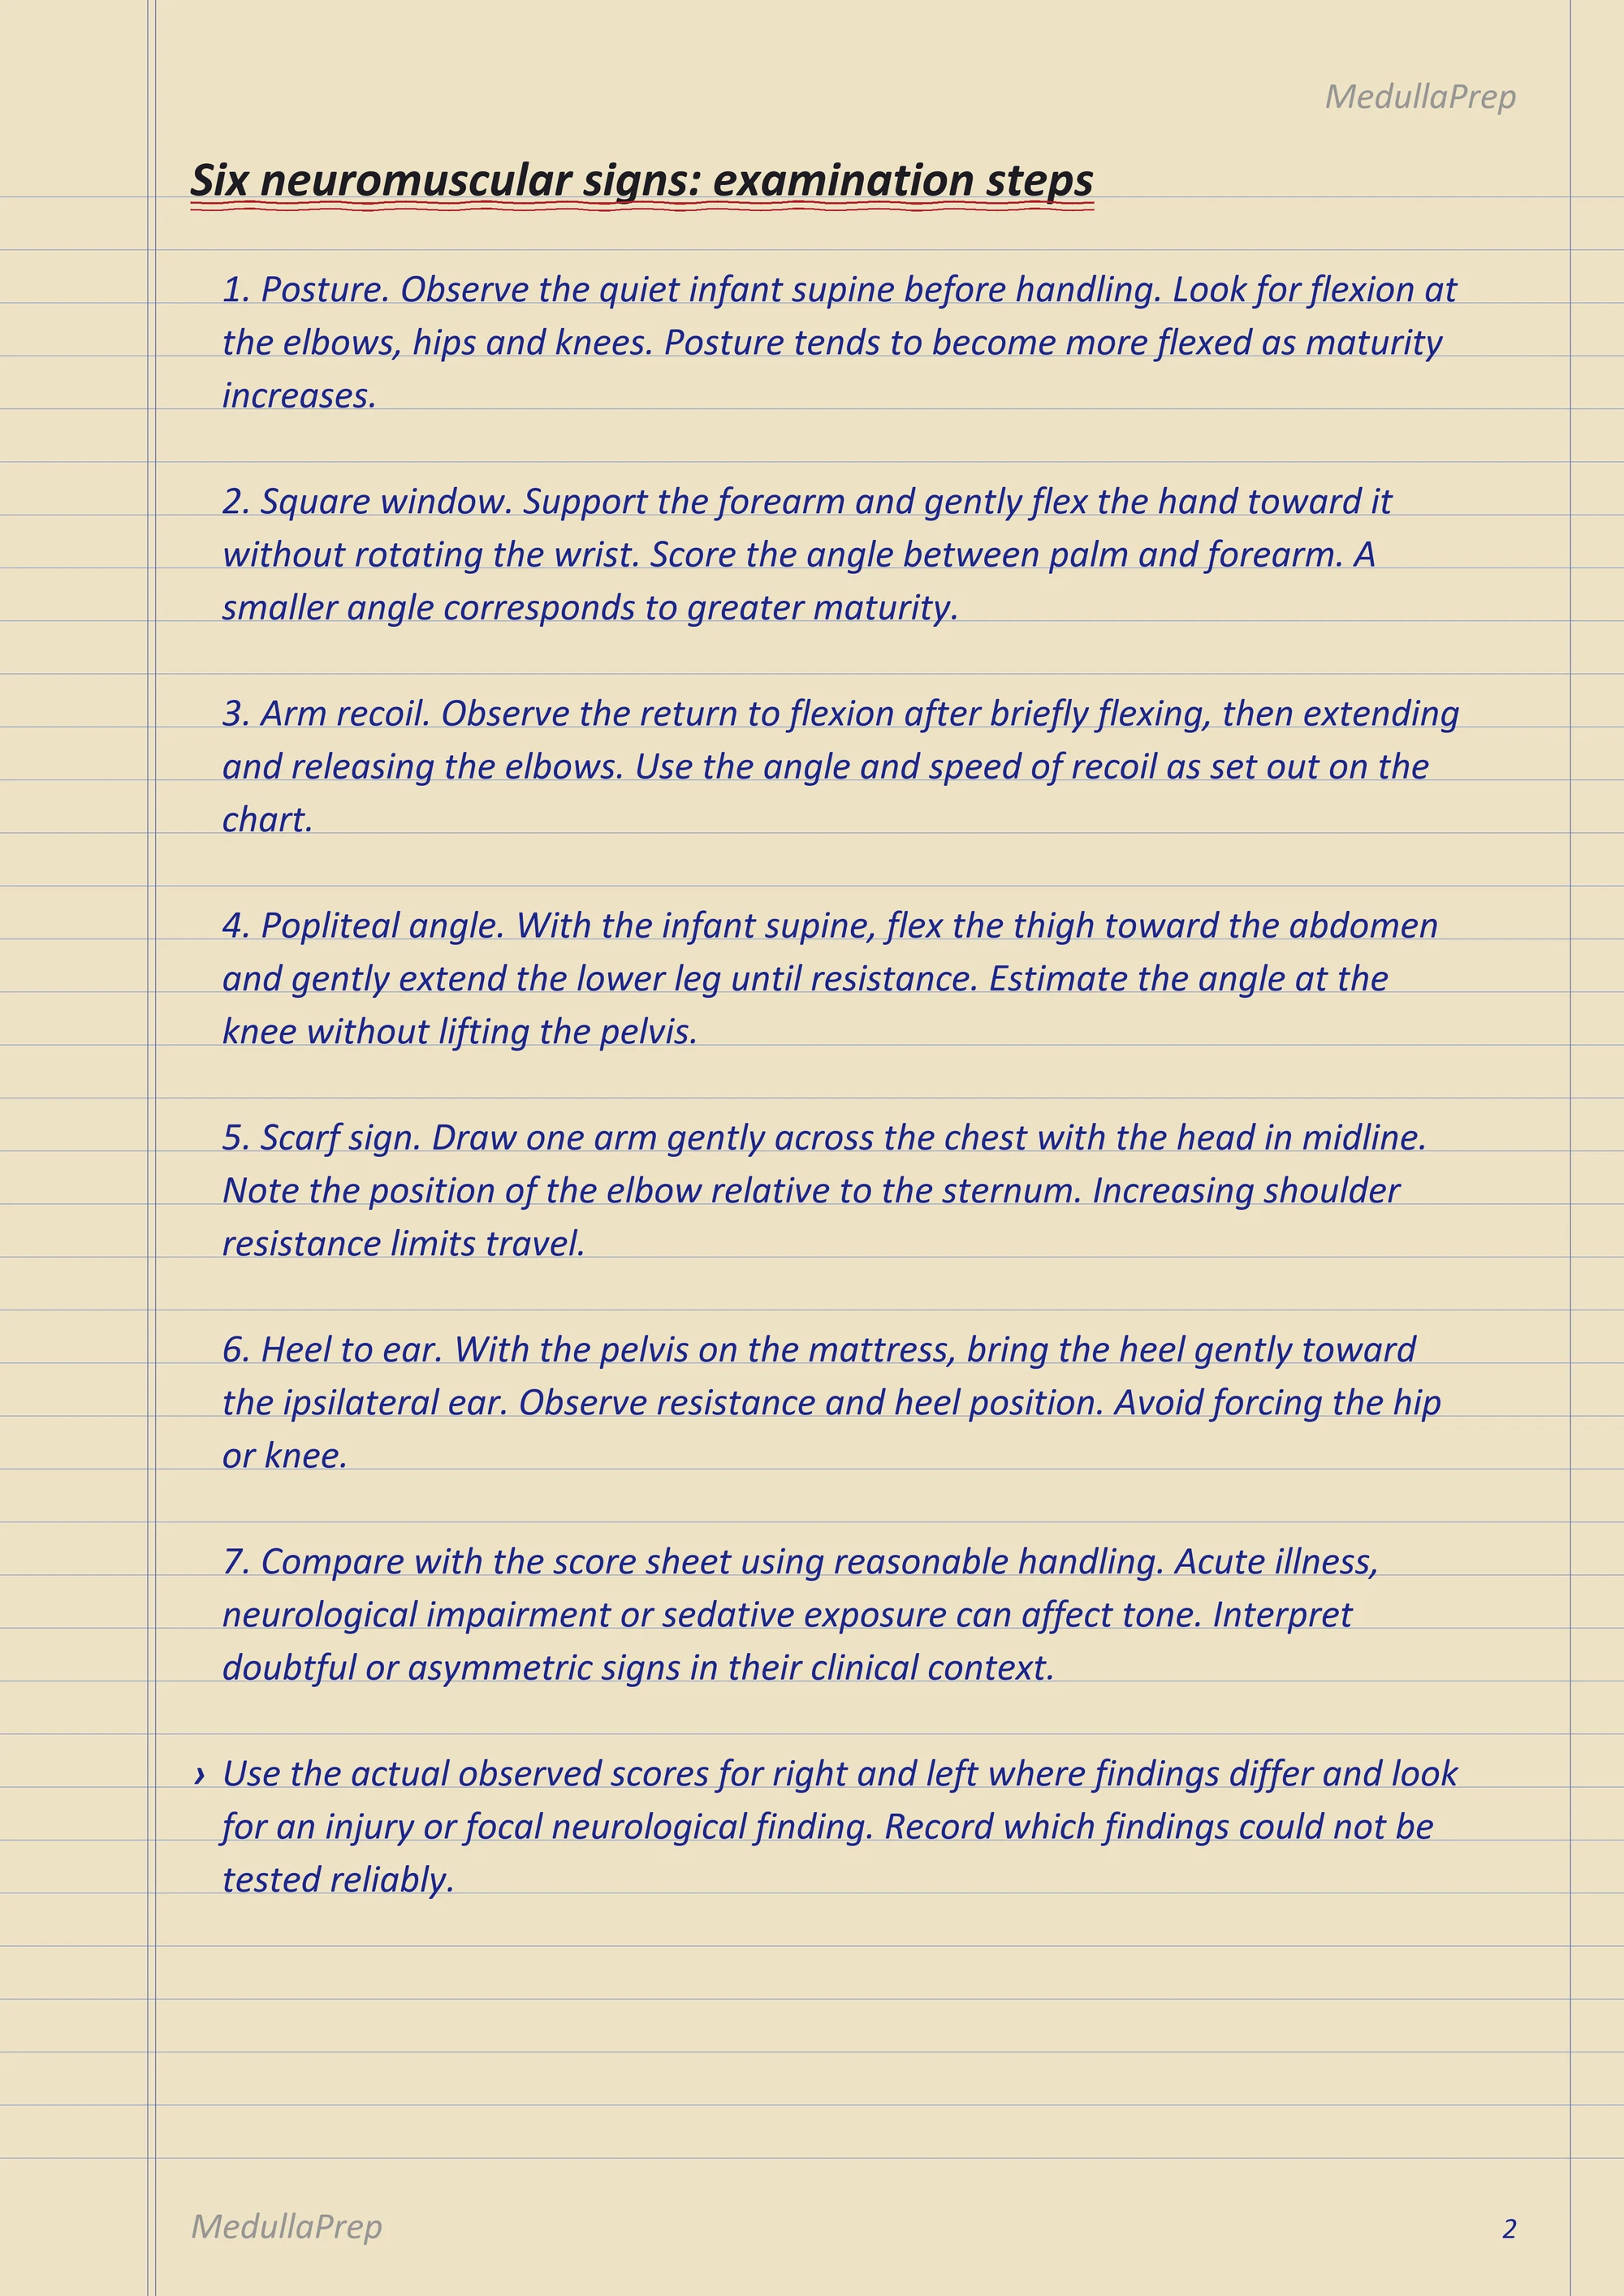 MedullaPrep
Six neuromuscular signs: examination steps
1. Posture. Observe the quiet infant supine before handling. Look for flexion at
the elbows, hips and knees. Posture tends to become more flexed as maturity
increases.
2. Square window. Support the forearm and gently flex the hand toward it
without rotating the wrist. Score the angle between palm and forearm. A
smaller angle corresponds to greater maturity.
3. Arm recoil. Observe the return to flexion after briefly flexing, then extending
and releasing the elbows. Use the angle and speed of recoil as set out on the
chart.
4. Popliteal angle. With the infant supine, flex the thigh toward the abdomen
and gently extend the lower leg until resistance. Estimate the angle at the
knee without lifting the pelvis.
5. Scarf sign. Draw one arm gently across the chest with the head in midline.
Note the position of the elbow relative to the sternum. Increasing shoulder
resistance limits travel.
6. Heel to ear. With the pelvis on the mattress, bring the heel gently toward
the ipsilateral ear. Observe resistance and heel position. Avoid forcing the hip
or knee.
7. Compare with the score sheet using reasonable handling. Acute illness,
neurological impairment or sedative exposure can affect tone. Interpret
doubtful or asymmetric signs in their clinical context.
› Use the actual observed scores for right and left where findings differ and look
for an injury or focal neurological finding. Record which findings could not be
tested reliably.
MedullaPrep
2